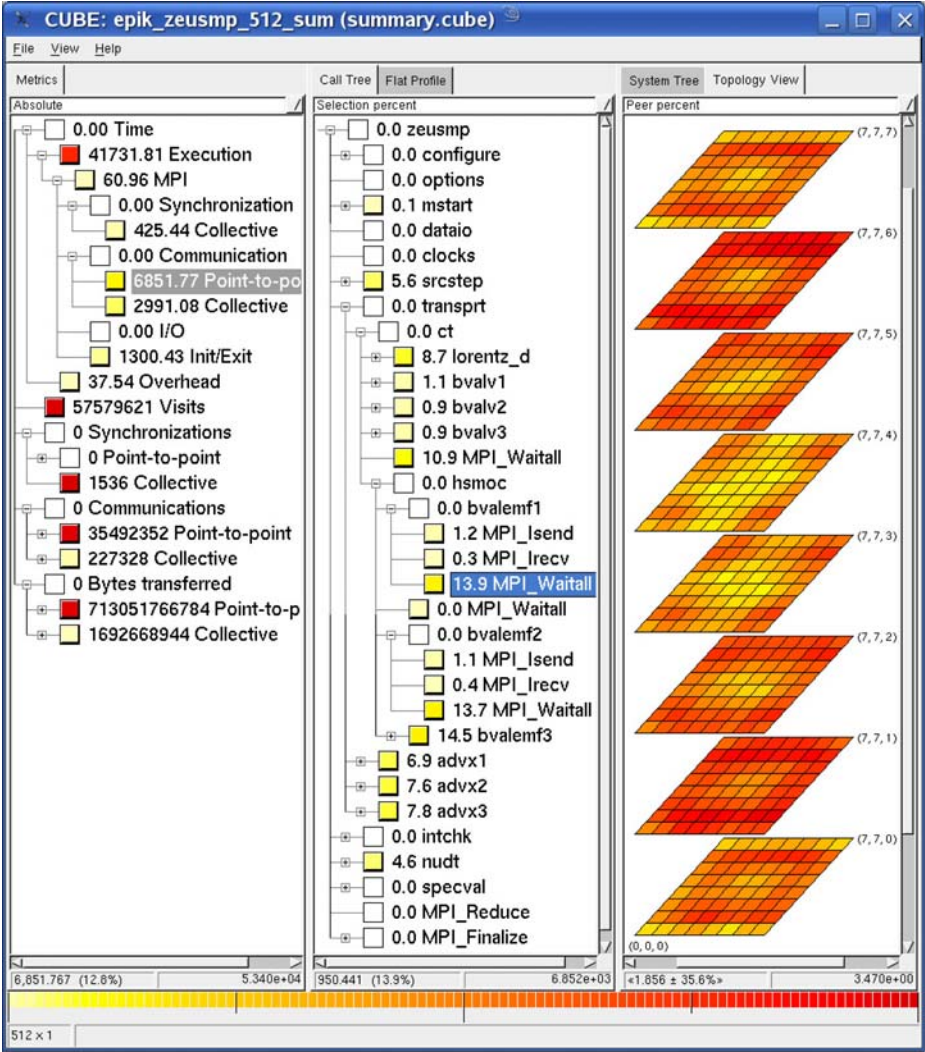 CUBE: epik_zeusmp_512_sum (summary.cube)
File View Help
Metrics
Absolute
0.00 Time
41731.81 Execution
60.96 MPI
0.00 Synchronization
425.44 Collective
0.00 Communication
6851.77 Point-to-po
2991.08 Collective
0.00 I/O
1300.43 Init/Exit
37.54 Overhead
57579621 Visits
0 Synchronizations
0 Point-to-point
1536 Collective
0 Communications
35492352 Point-to-point
227328 Collective
0 Bytes transferred
713051766784 Point-to-p
1692668944 Collective
6,851.767 (12.8%) 5.340e+04
Call Tree Flat Profile
Selection percent
0.0 zeusmp
0.0 configure
0.0 options
0.1 mstart
0.0 dataio
0.0 clocks
5.6 srcstep
0.0 transprt
0.0 ct
8.7 lorentz_d
1.1 bvalv1
0.9 bvalv2
0.9 bvalv3
10.9 MPI_Waitall
0.0 hsmoc
0.0 bvalemf1
1.2 MPI_Isend
0.3 MPI_Irecv
13.9 MPI_Waitall
0.0 MPI_Waitall
0.0 bvalemf2
1.1 MPI_Isend
0.4 MPI_Irecv
13.7 MPI_Waitall
14.5 bvalemf3
6.9 advx1
7.6 advx2
7.8 advx3
0.0 intchk
4.6 nudt
0.0 specval
0.0 MPI_Reduce
0.0 MPI_Finalize
950.441 (13.9%) 6.852e+03
System Tree Topology View
Peer percent
(7, 7, 7)
(7, 7, 6)
(7, 7, 5)
(7, 7, 4)
(7, 7, 3)
(7, 7, 2)
(7, 7, 1)
(7, 7, 0)
(0, 0, 0)
«1.856 ± 35.6%» 3.470e+00
512 × 1